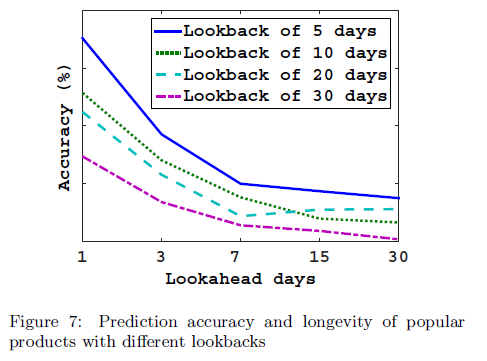 Lookback of 5 days
Lookback of 10 days
Lookback of 20 days
Lookback of 30 days
Accuracy (%)
1 3 7 15 30
Lookahead days
Figure 7: Prediction accuracy and longevity of popular
products with different lookbacks